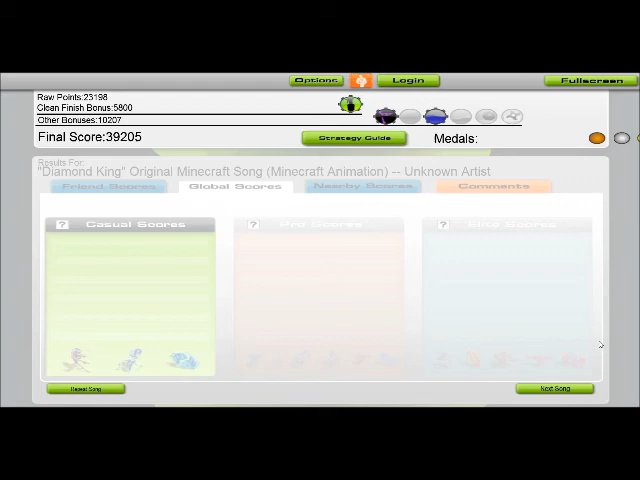 Options Login Fullscreen
Raw Points:23198
Clean Finish Bonus:5800
Other Bonuses:10207
Final Score:39205 Strategy Guide Medals:
Results For:
"Diamond King" Original Minecraft Song (Minecraft Animation) -- Unknown Artist
Friend Scores Global Scores Nearby Scores Comments
? Casual Scores ? Pro Scores ? Elite Scores
Repeat Song Next Song